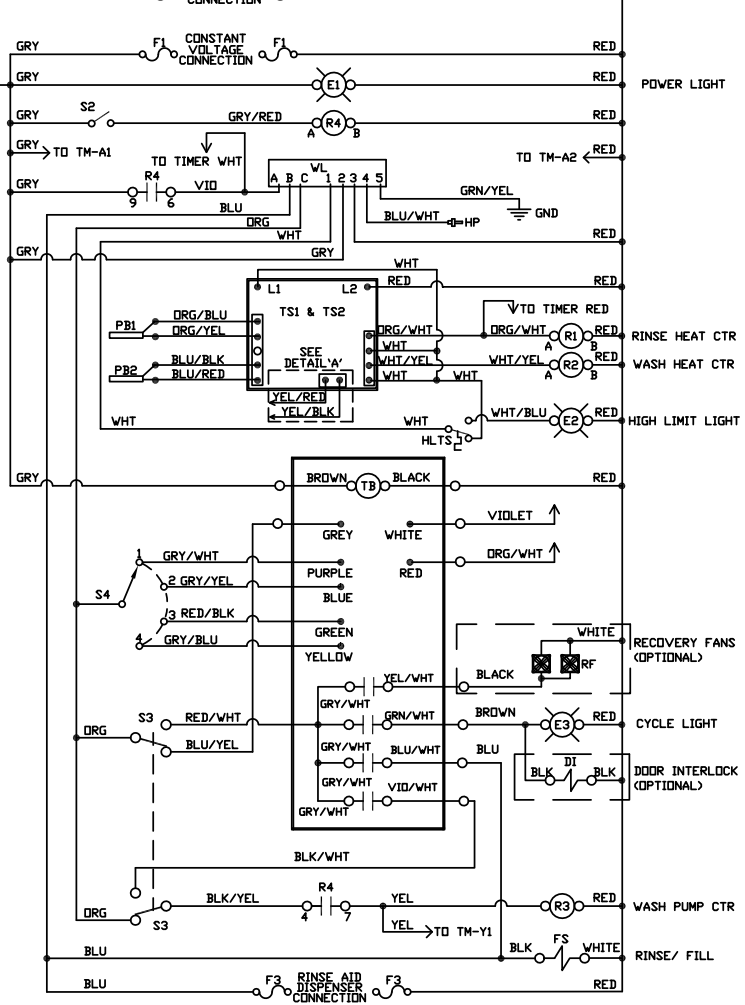 CONNECTION
GRY F1 CONSTANT VOLTAGE CONNECTION F1 RED
GRY E1 RED POWER LIGHT
S2
GRY GRY/RED A R4 B RED
GRY TO TM-A1 TO TIMER WHT TO TM-A2 RED
WL
A B C 1 2 3 4 5
GRY R4 9 6 VIO GRN/YEL
BLU BLU/WHT HP GND
ORG
WHT RED
GRY GRY
WHT
L1 L2 RED RED
TS1 & TS2
TO TIMER RED
ORG/BLU
PB1 ORG/YEL ORG/WHT ORG/WHT A R1 B RED RINSE HEAT CTR
WHT
SEE DETAIL 'A'
BLU/BLK WHT/YEL WHT/YEL A R2 B RED WASH HEAT CTR
PB2 BLU/RED WHT WHT
YEL/RED
YEL/BLK
WHT WHT WHT/BLU E2 RED HIGH LIMIT LIGHT
HLTS
GRY BROWN TB BLACK RED
GREY WHITE VIOLET
1 GRY/WHT PURPLE RED ORG/WHT
2 GRY/YEL BLUE
S4
3 RED/BLK GREEN
4 GRY/BLU YELLOW
WHITE RECOVERY FANS (OPTIONAL)
RF
YEL/WHT BLACK
GRY/WHT
S3 RED/WHT GRN/WHT BROWN E3 RED CYCLE LIGHT
ORG BLU/YEL
GRY/WHT BLU/WHT BLU
DI
BLK BLK DOOR INTERLOCK (OPTIONAL)
GRY/WHT VIO/WHT
GRY/WHT
BLK/WHT
BLK/YEL R4 4 7 YEL R3 RED WASH PUMP CTR
ORG S3
YEL TO TM-Y1
BLU BLK FS WHITE RINSE/ FILL
BLU F3 RINSE AID DISPENSER CONNECTION F3 RED